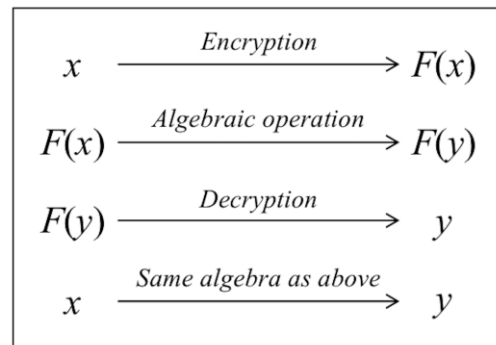 Encryption
x F(x)
Algebraic operation
F(x) F(y)
Decryption
F(y) y
Same algebra as above
x y